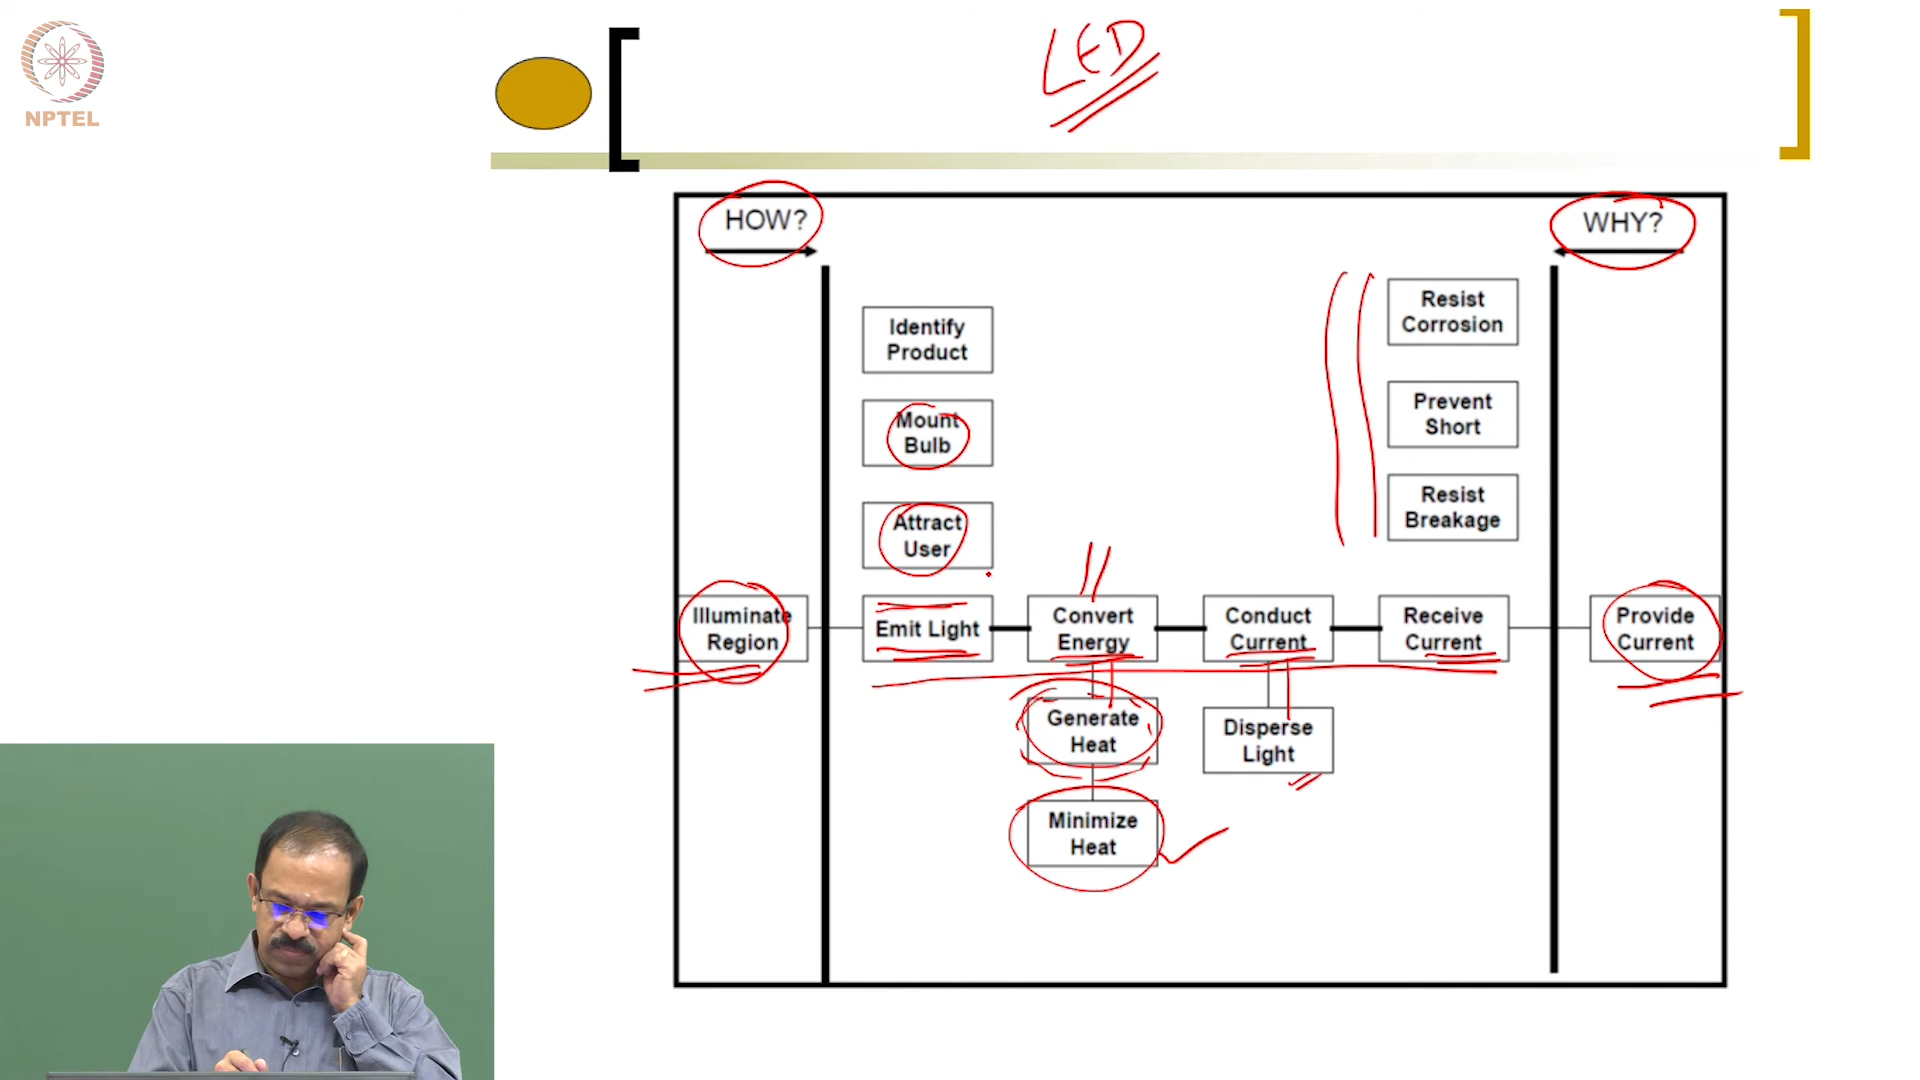 NPTEL
LED
HOW?
WHY?
Identify
Product
Mount
Bulb
Attract
User
Resist
Corrosion
Prevent
Short
Resist
Breakage
Illuminate
Region
Emit Light
Convert
Energy
Conduct
Current
Receive
Current
Provide
Current
Generate
Heat
Disperse
Light
Minimize
Heat